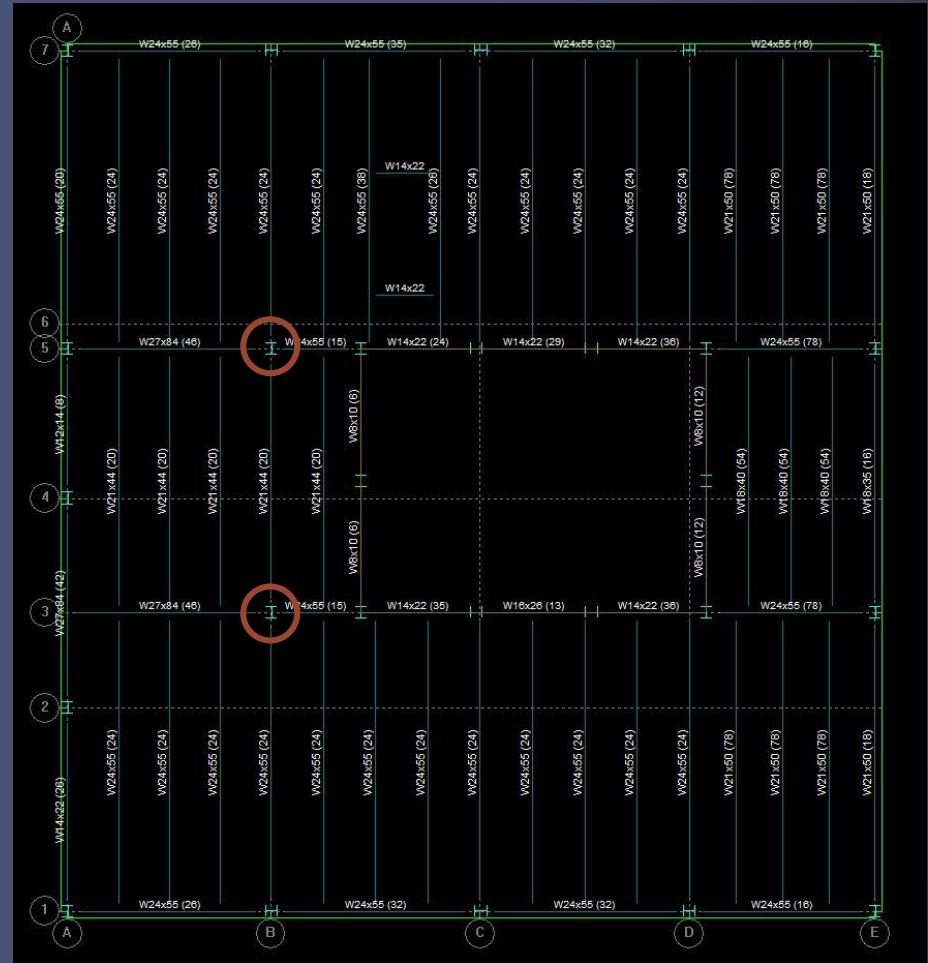 A
7
W24x55 (26)
W24x55 (35)
W24x55 (32)
W24x55 (16)
W14x22
W24x55 (20)
W24x55 (24)
W24x55 (24)
W24x55 (24)
W24x55 (24)
W24x55 (24)
W24x55 (38)
W24x55 (26)
W24x55 (24)
W24x55 (24)
W24x55 (24)
W24x55 (24)
W24x55 (24)
W21x50 (78)
W21x50 (78)
W21x50 (78)
W21x50 (18)
W14x22
6
5
W27x84 (46)
W24x55 (15)
W14x22 (24)
W14x22 (29)
W14x22 (36)
W24x55 (78)
W12x14 (8)
W8x10 (6)
W8x10 (12)
W21x44 (20)
W21x44 (20)
W21x44 (20)
W21x44 (20)
W21x44 (20)
W18x40 (54)
W18x40 (54)
W18x40 (54)
W18x35 (16)
4
W8x10 (6)
W8x10 (12)
W27x84 (42)
3
W27x84 (46)
W24x55 (15)
W14x22 (35)
W16x26 (13)
W14x22 (36)
W24x55 (78)
2
W24x55 (24)
W24x55 (24)
W24x55 (24)
W24x55 (24)
W24x55 (24)
W24x55 (24)
W24x55 (24)
W24x55 (24)
W24x55 (24)
W24x55 (24)
W24x55 (24)
W24x55 (24)
W21x50 (78)
W21x50 (78)
W21x50 (78)
W21x50 (18)
W14x22 (26)
1
W24x55 (26)
W24x55 (32)
W24x55 (32)
W24x55 (16)
A
B
C
D
E